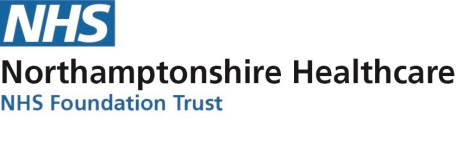 NHS
Northamptonshire Healthcare
NHS Foundation Trust